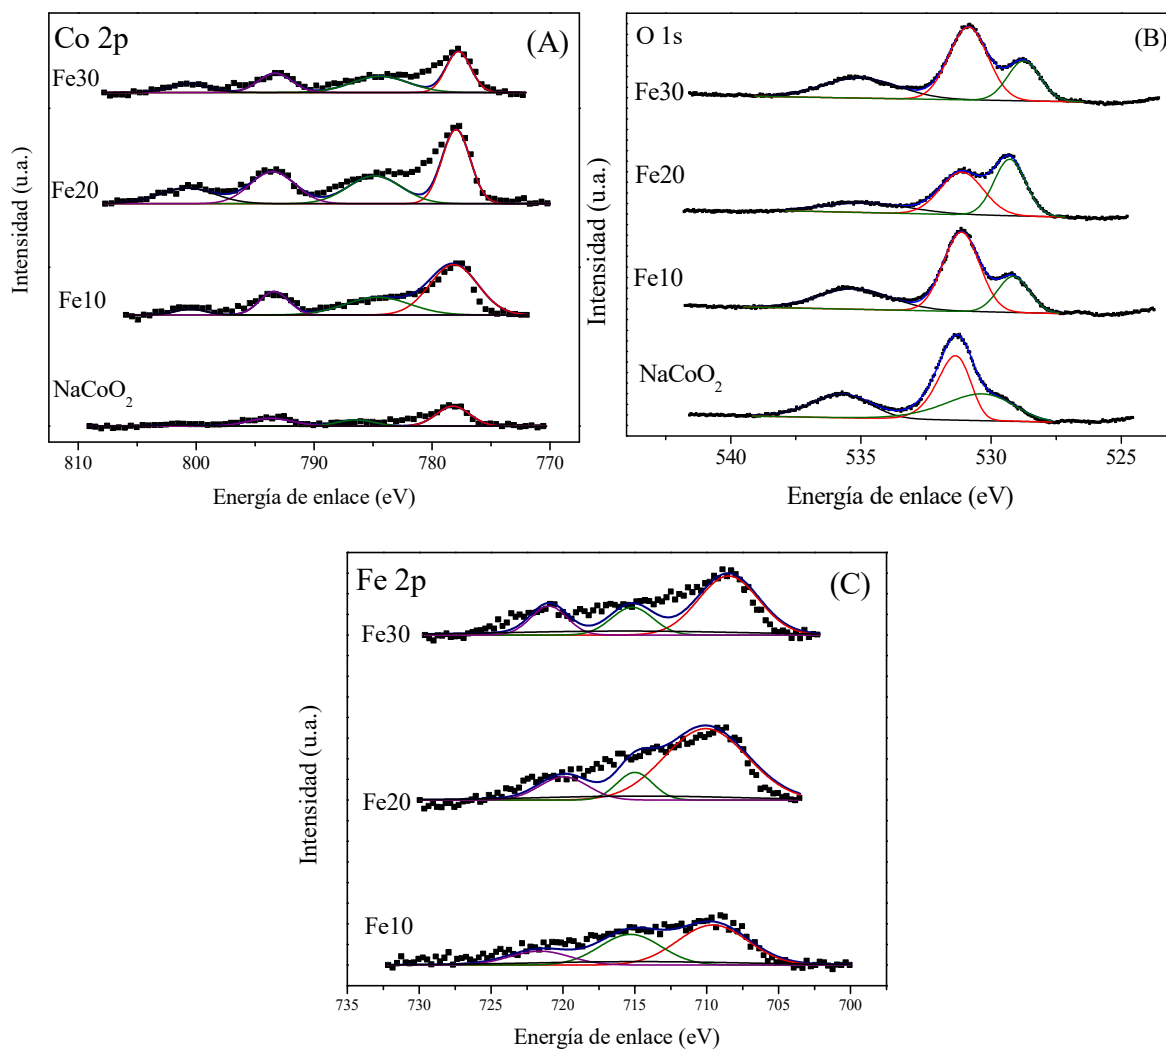 Co 2p
(A)
Fe30
Fe20
Fe10
NaCoO₂
Intensidad (u.a.)
810 800 790 780 770
Energía de enlace (eV)
O 1s
(B)
Fe30
Fe20
Fe10
NaCoO₂
Intensidad (u.a.)
540 535 530 525
Energía de enlace (eV)
Fe 2p
(C)
Fe30
Fe20
Fe10
Intensidad (u.a.)
735 730 725 720 715 710 705 700
Energía de enlace (eV)